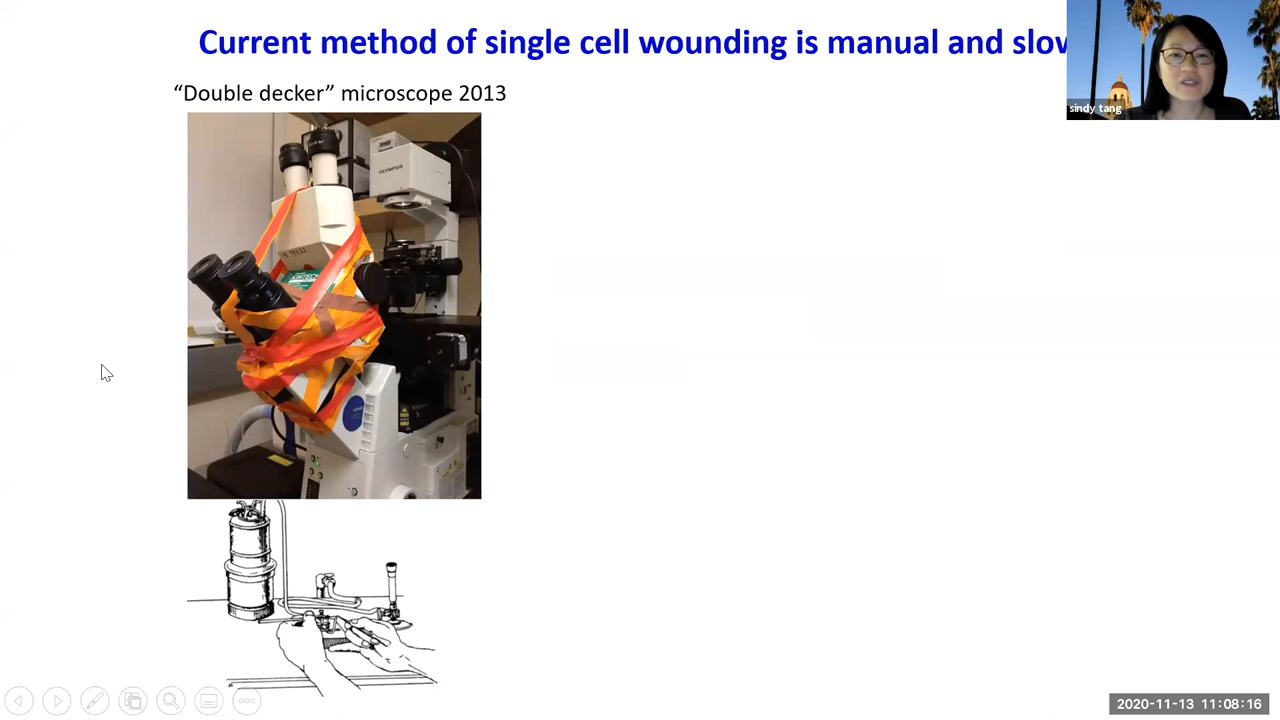 Current method of single cell wounding is manual and slow
sindy tang
“Double decker” microscope 2013
OLYMPUS
2020-11-13 11:08:16